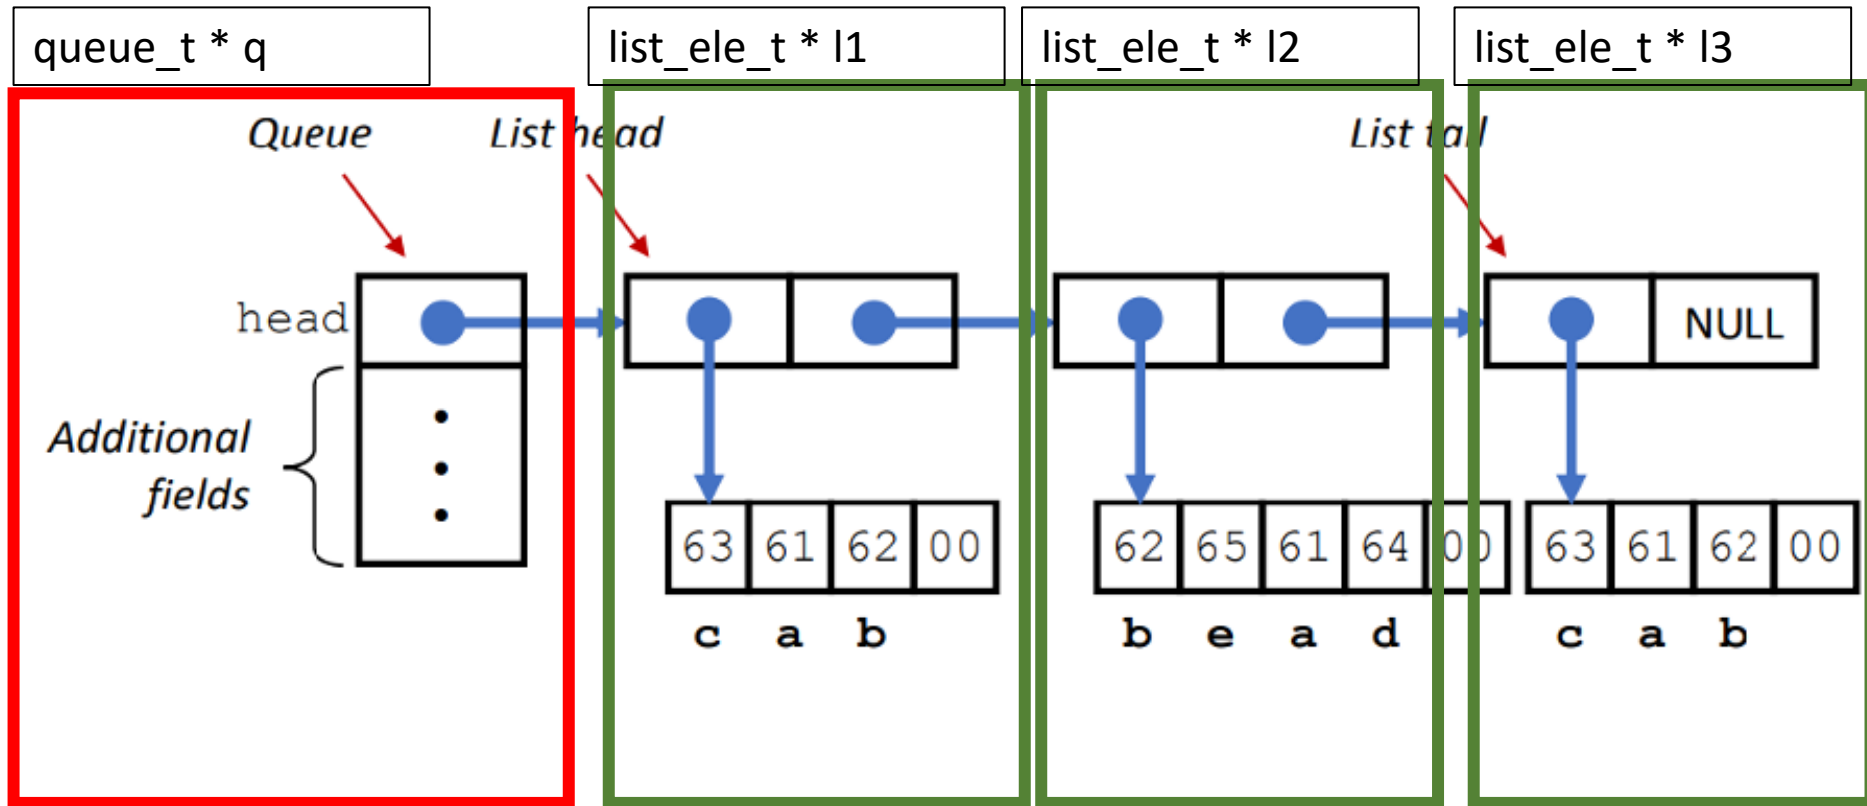 queue_t * q
list_ele_t * l1
list_ele_t * l2
list_ele_t * l3
Queue
List head
List tail
head
NULL
Additional
fields
63 61 62 00
62 65 61 64 00
63 61 62 00
c a b
b e a d
c a b